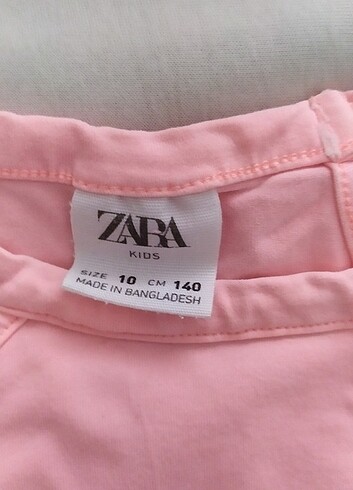 ZARA
KIDS
SIZE 10 CM 140
MADE IN BANGLADESH